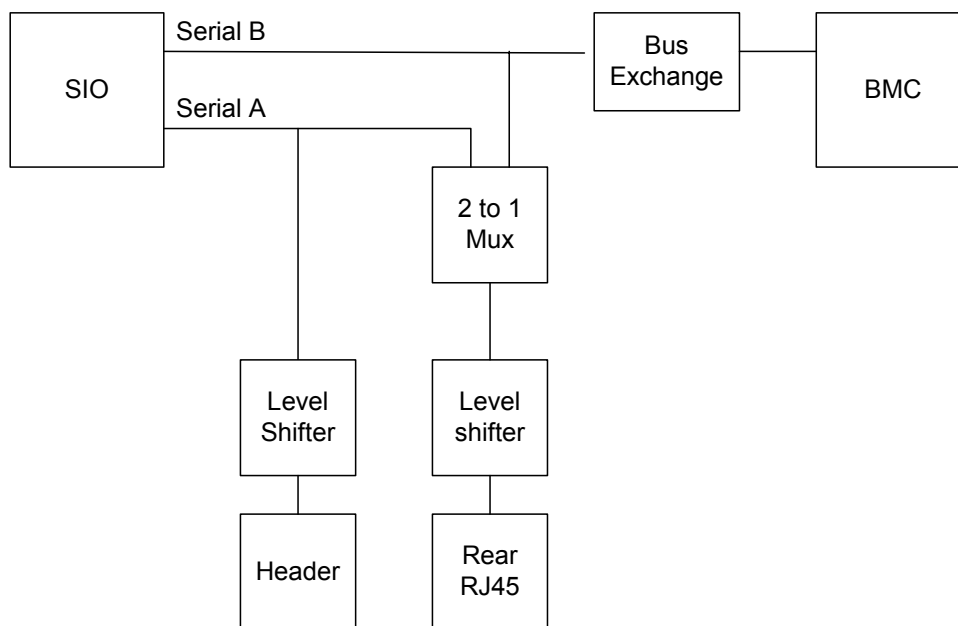 SIO
Serial B
Serial A
Bus
Exchange
BMC
2 to 1
Mux
Level
Shifter
Level
shifter
Header
Rear
RJ45